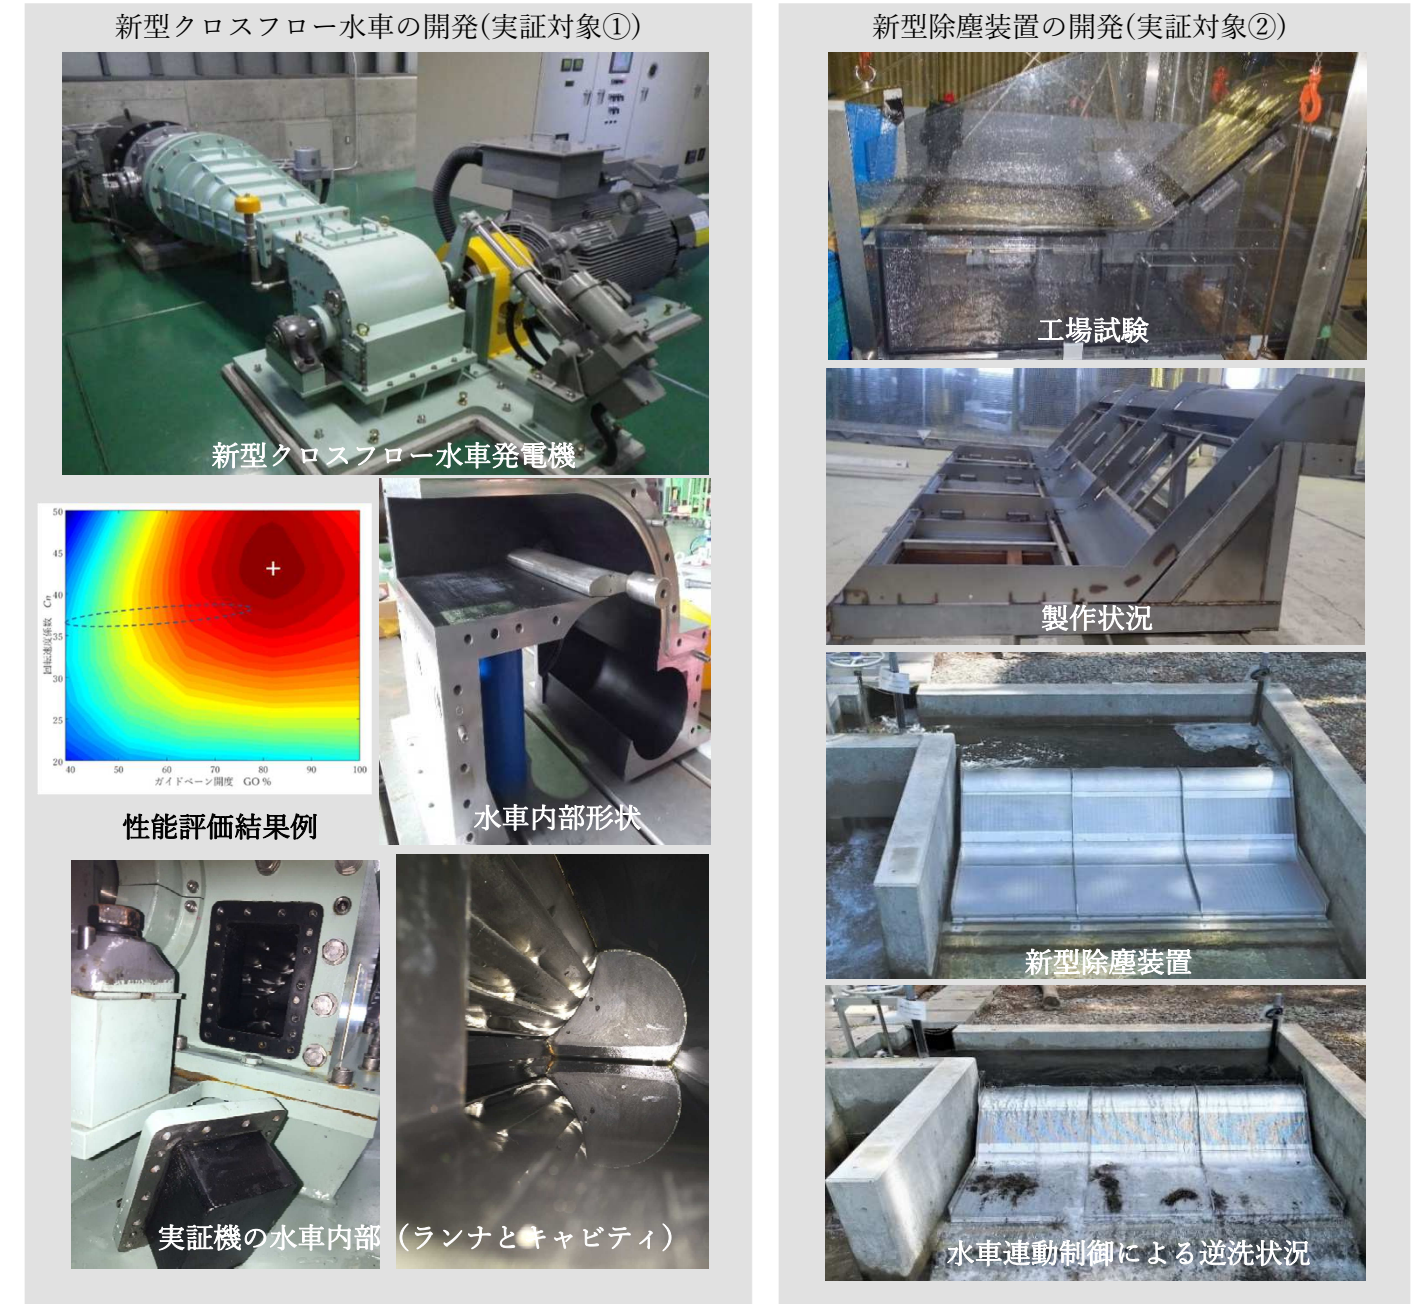 新型クロスフロー水車の開発(実証対象①)
新型クロスフロー水車発電機
50
45
40
35
30
25
20
回転速度係数 Cn
40 50 60 70 80 90 100
ガイドベーン開度 GO %
性能評価結果例
水車内部形状
実証機の水車内部（ランナとキャビティ）
新型除塵装置の開発(実証対象②)
工場試験
製作状況
新型除塵装置
水車連動制御による逆洗状況